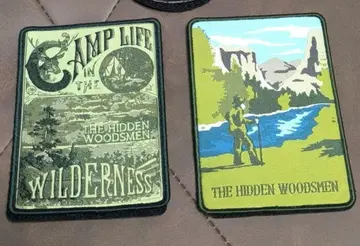 CAMP LIFE
IN
THE
THE HIDDEN
WOODSMEN
WILDERNESS
THE HIDDEN WOODSMEN